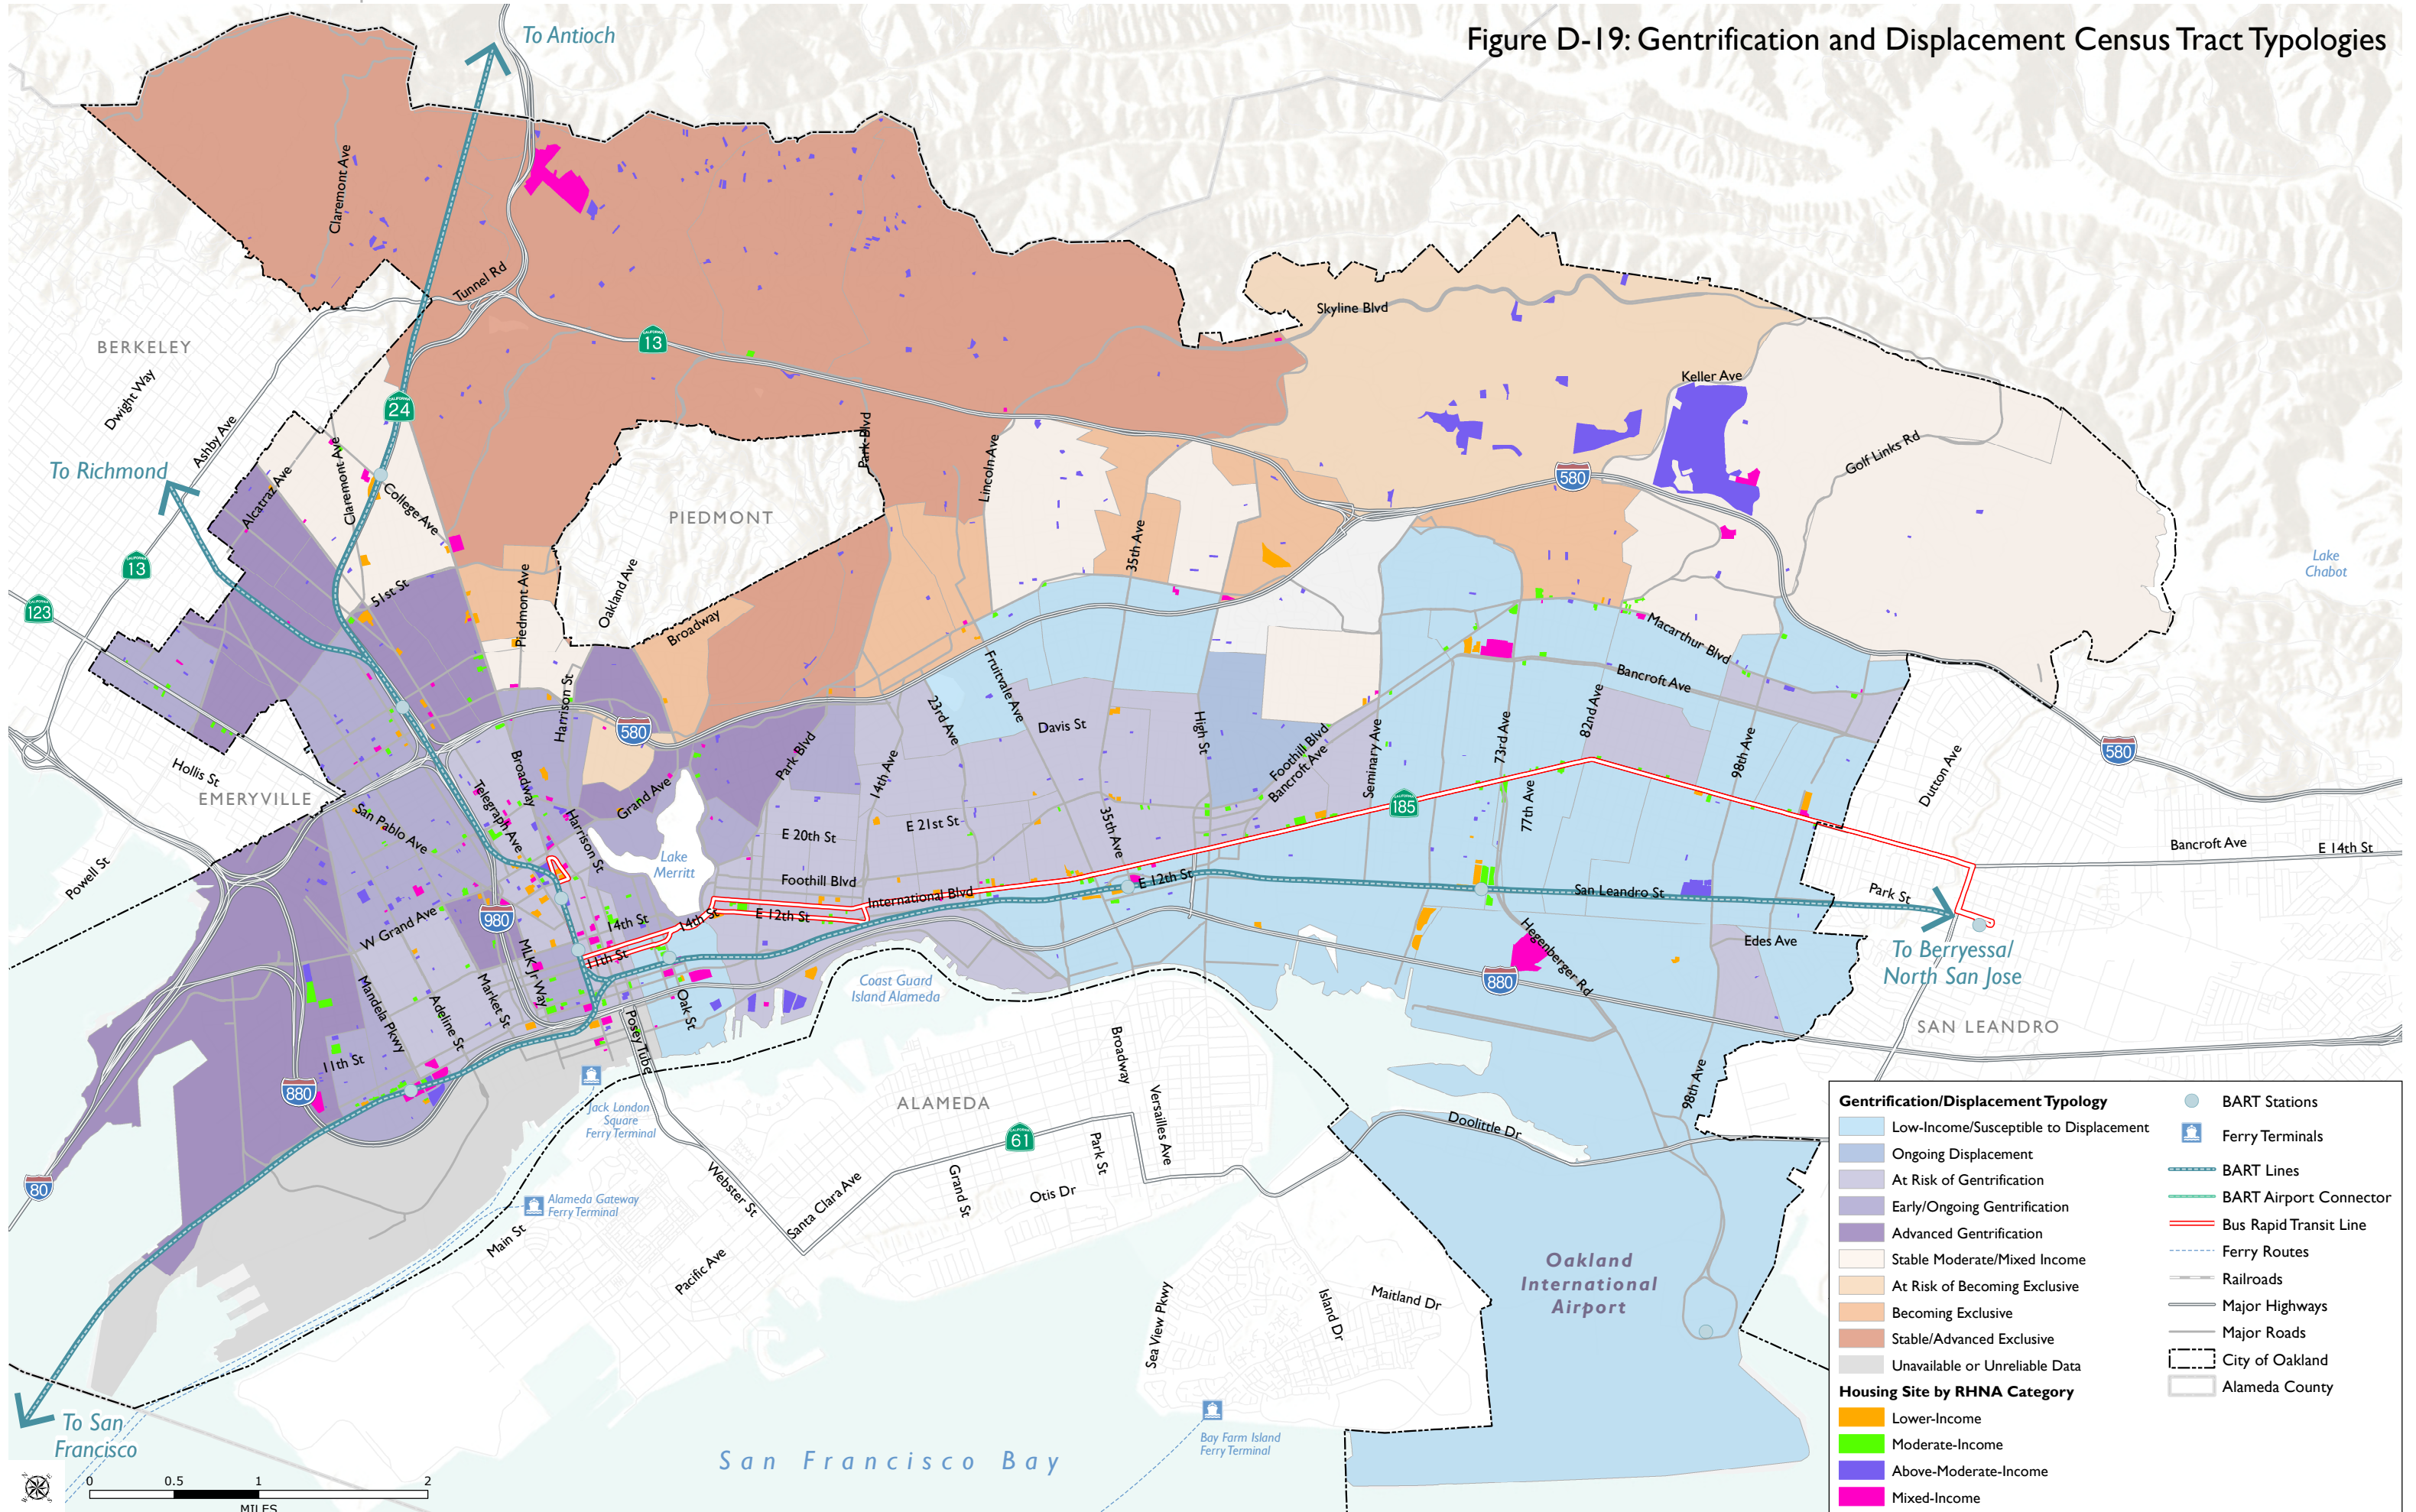 Figure D-19: Gentrification and Displacement Census Tract Typologies
To Antioch
Claremont Ave
Tunnel Rd
BERKELEY
Dwight Way
Ashby Ave
CALIFORNIA
13
CALIFORNIA
24
Skyline Blvd
Keller Ave
Golf Links Rd
To Richmond
Alcatraz Ave
Claremont Ave
College Ave
PIEDMONT
Park Blvd
Lincoln Ave
35th Ave
580
Lake
Chabot
CALIFORNIA
13
CALIFORNIA
123
51st St
Piedmont Ave
Oakland Ave
Broadway
Macarthur Blvd
Bancroft Ave
Fruitvale Ave
23rd Ave
Davis St
High St
Foothill Blvd
Bancroft Ave
Seminary Ave
73rd Ave
82nd Ave
98th Ave
77th Ave
580
Dutton Ave
Hollis St
EMERYVILLE
Harrison St
580
Broadway
Telegraph Ave
San Pablo Ave
Grand Ave
Harrison St
Park Blvd
14th Ave
E 20th St
E 21st St
35th Ave
CALIFORNIA
185
Bancroft Ave
E 14th St
Powell St
Lake
Merritt
Foothill Blvd
International Blvd
E 12th St
E 12th St
San Leandro St
Park St
W Grand Ave
980
14th St
14th St
11th St
MLK Jr Way
Market St
Adeline St
Mandela Pkwy
11th St
Oak St
Posey Tube
Coast Guard
Island Alameda
Hegenberger Rd
880
Edes Ave
To Berryessa/
North San Jose
SAN LEANDRO
98th Ave
880
80
Jack London
Square
Ferry Terminal
ALAMEDA
Broadway
Versailles Ave
CALIFORNIA
61
Park St
Grand St
Otis Dr
Santa Clara Ave
Webster St
Alameda Gateway
Ferry Terminal
Main St
Pacific Ave
Doolittle Dr
Oakland
International
Airport
Sea View Pkwy
Island Dr
Maitland Dr
Bay Farm Island
Ferry Terminal
San Francisco Bay
To San
Francisco
0
0.5
1
2
MILES
Gentrification/Displacement Typology
Low-Income/Susceptible to Displacement
Ongoing Displacement
At Risk of Gentrification
Early/Ongoing Gentrification
Advanced Gentrification
Stable Moderate/Mixed Income
At Risk of Becoming Exclusive
Becoming Exclusive
Stable/Advanced Exclusive
Unavailable or Unreliable Data
Housing Site by RHNA Category
Lower-Income
Moderate-Income
Above-Moderate-Income
Mixed-Income
BART Stations
Ferry Terminals
BART Lines
BART Airport Connector
Bus Rapid Transit Line
Ferry Routes
Railroads
Major Highways
Major Roads
City of Oakland
Alameda County